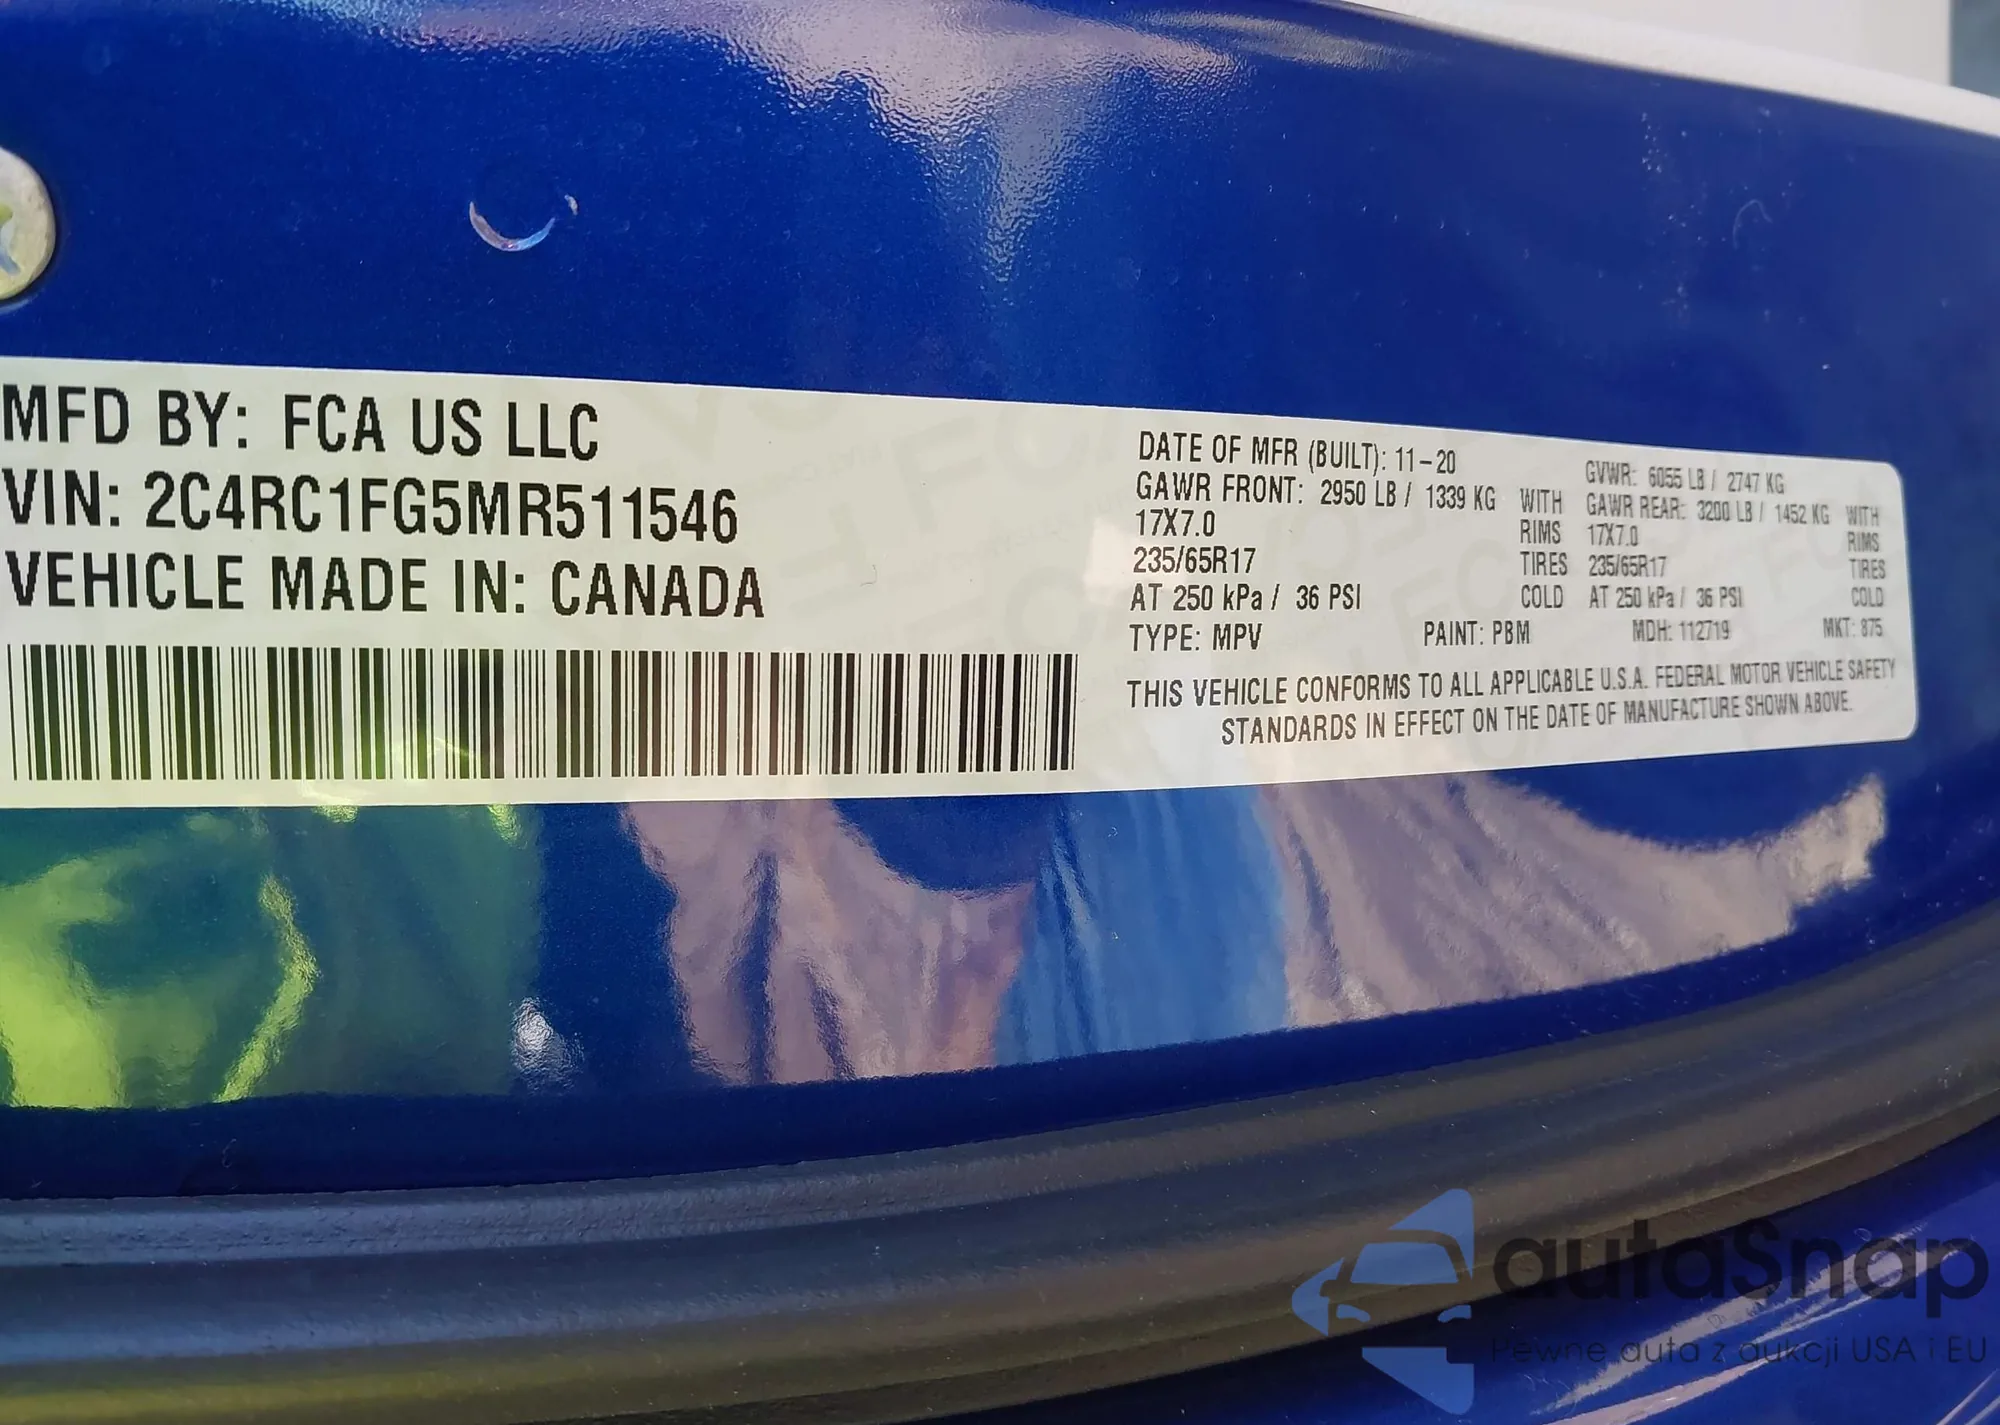 MFD BY: FCA US LLC
VIN: 2C4RC1FG5MR511546
VEHICLE MADE IN: CANADA
DATE OF MFR (BUILT): 11-20 GVWR: 6055 LB / 2747 KG
GAWR FRONT: 2950 LB / 1339 KG WITH GAWR REAR: 3200 LB / 1452 KG WITH
17X7.0 RIMS 17X7.0 RIMS
235/65R17 TIRES 235/65R17 TIRES
AT 250 kPa / 36 PSI COLD AT 250 kPa / 36 PSI COLD
TYPE: MPV PAINT: PBM MDH: 112719 MKT: 875
THIS VEHICLE CONFORMS TO ALL APPLICABLE U.S.A. FEDERAL MOTOR VEHICLE SAFETY
STANDARDS IN EFFECT ON THE DATE OF MANUFACTURE SHOWN ABOVE.
autaSnap
Pewne auta z aukcji USA i EU